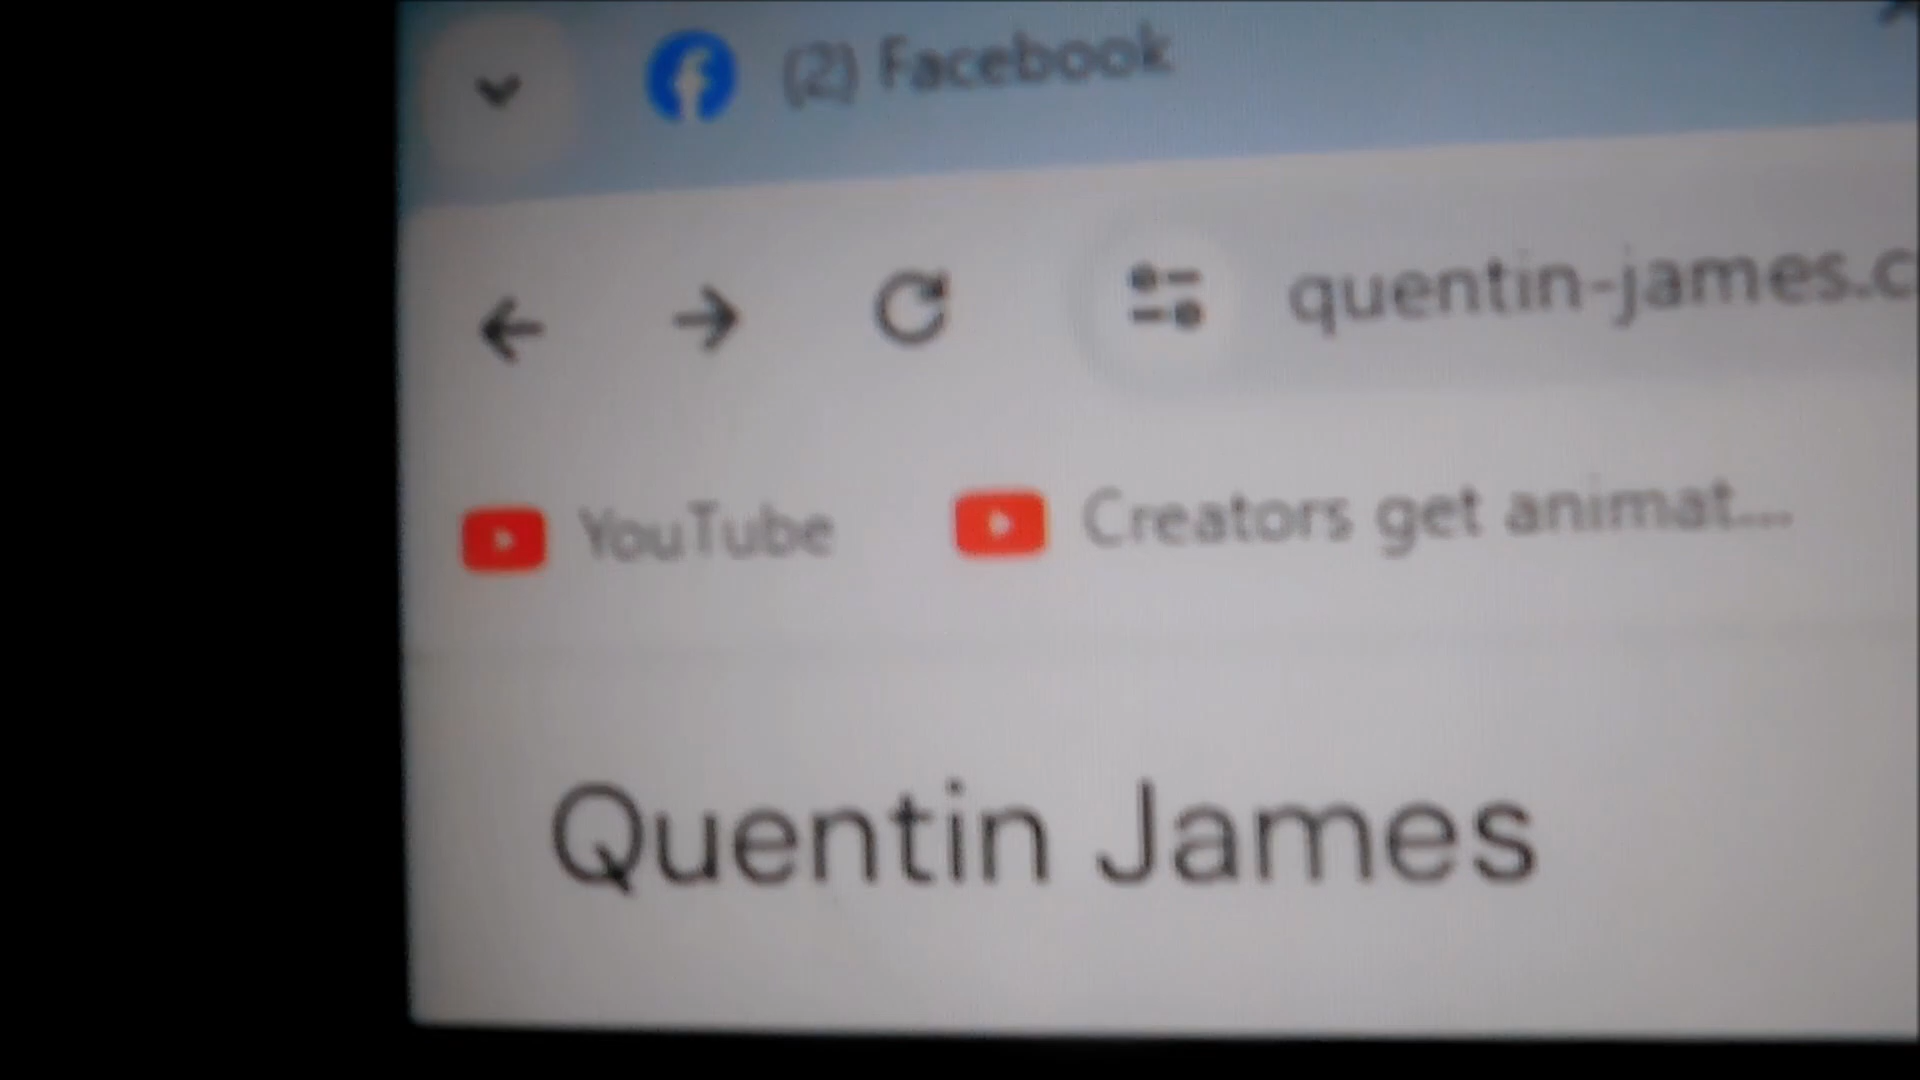 (2) Facebook
quentin-james.c
YouTube
Creators get animat...
Quentin James